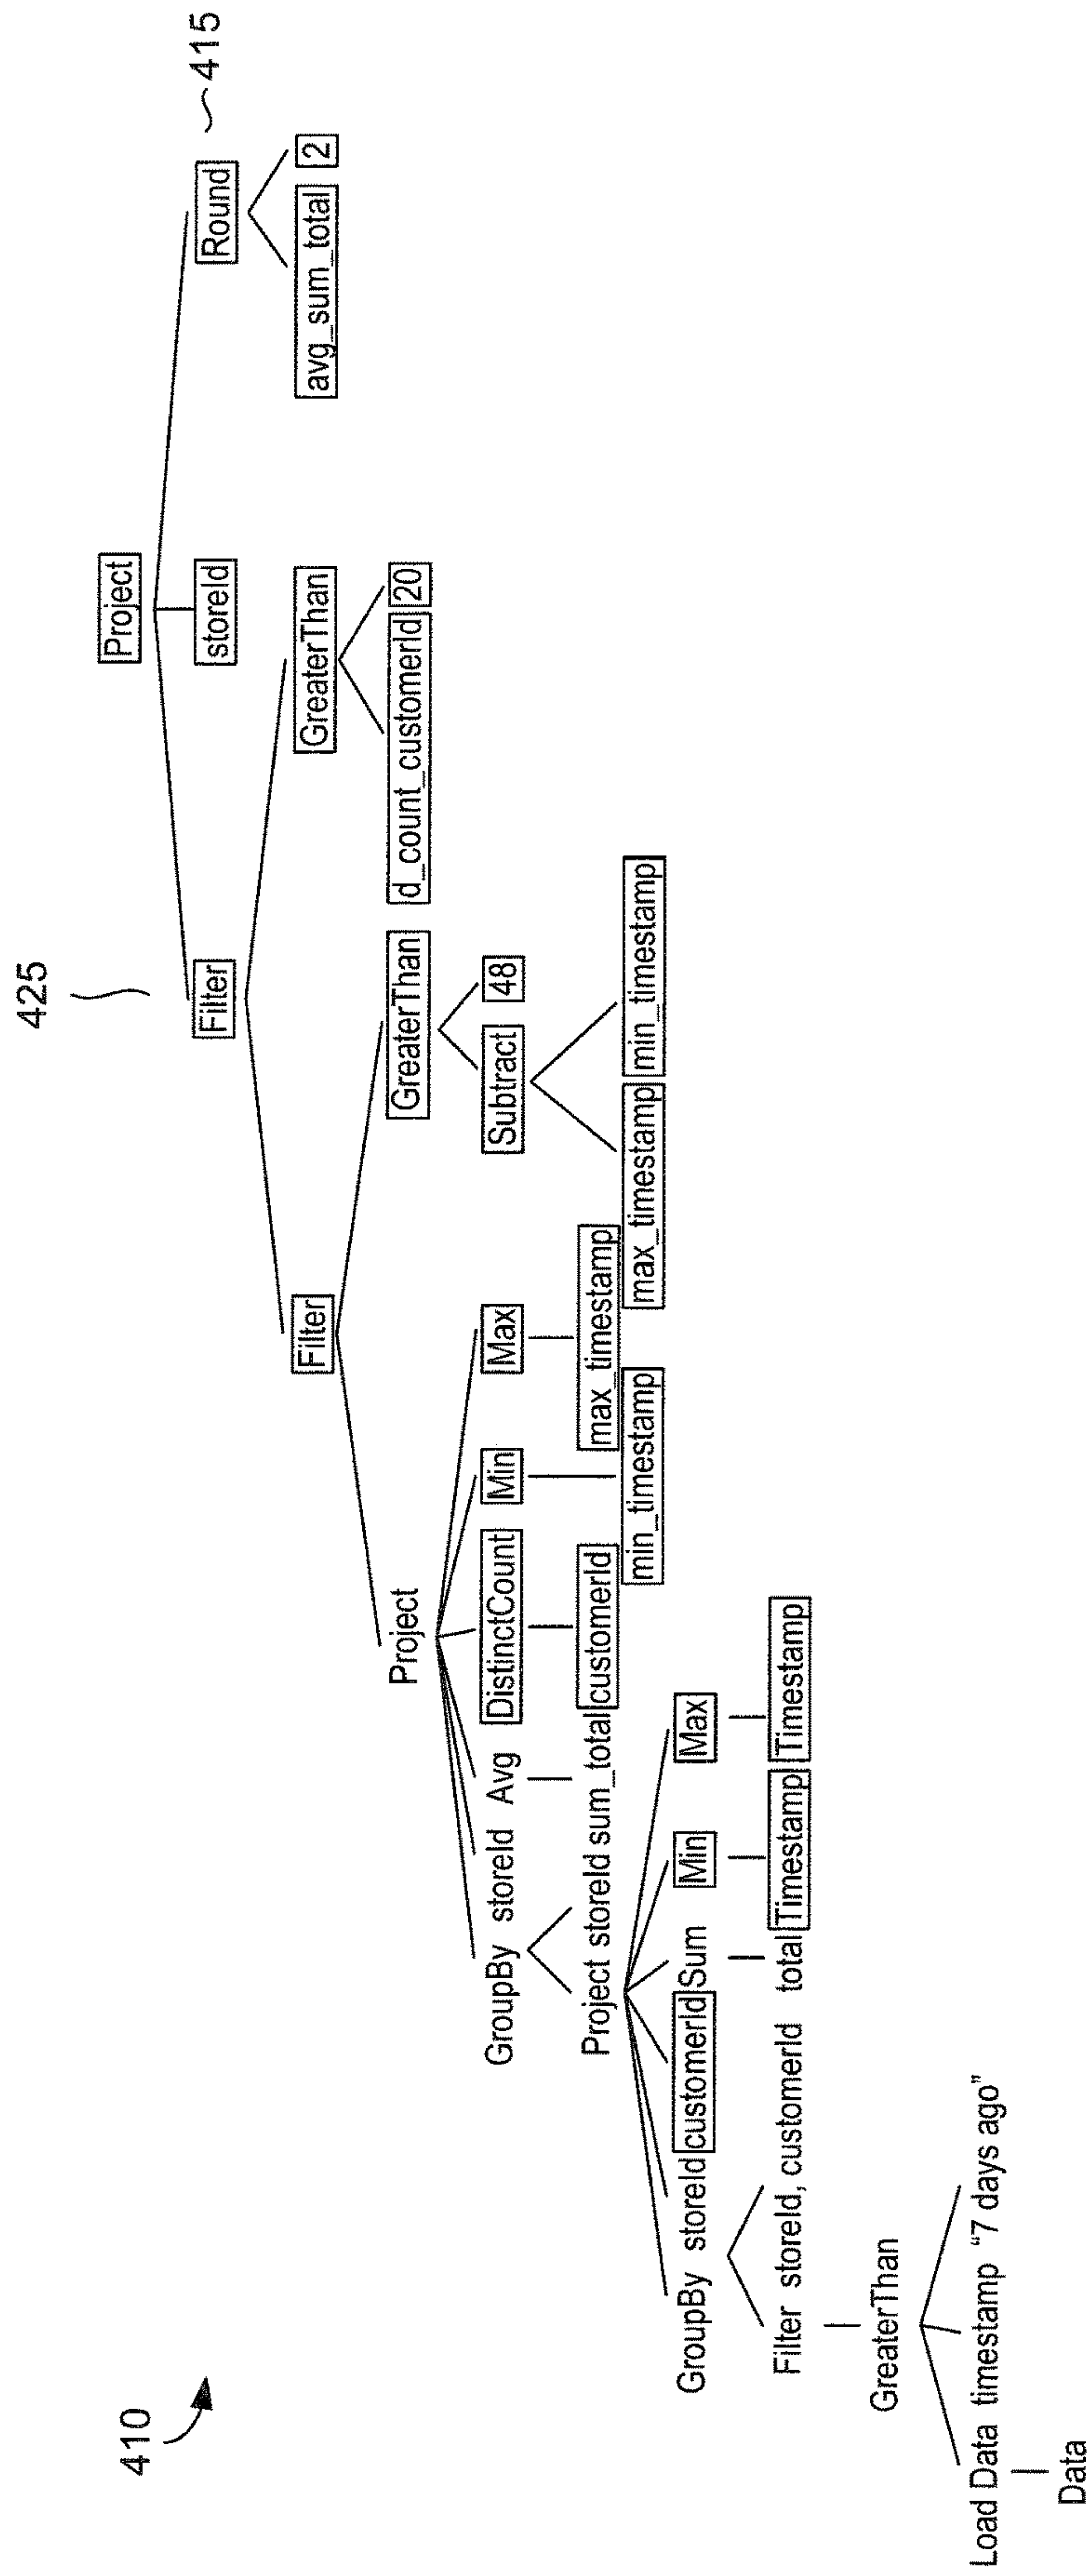 410
425
Project
Filter storeId Round 415
Filter GreaterThan avg_sum_total 2
Project GreaterThan d_count_customerId 20
GroupBy storeId Avg DistinctCount Min Max Subtract 48
Project storeId sum_total customerId max_timestamp
min_timestamp max_timestamp min_timestamp
GroupBy storeId customerId Sum Min Max
Filter storeId, customerId total Timestamp Timestamp
GreaterThan
Load Data timestamp “7 days ago”
Data